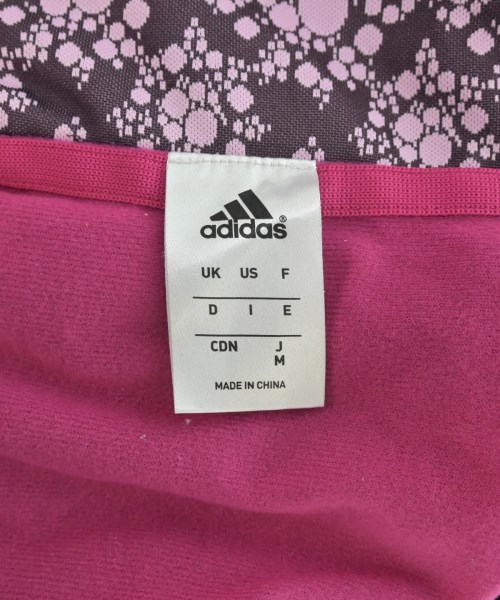 adidas®
UK US F
D I E
CDN J
M
MADE IN CHINA